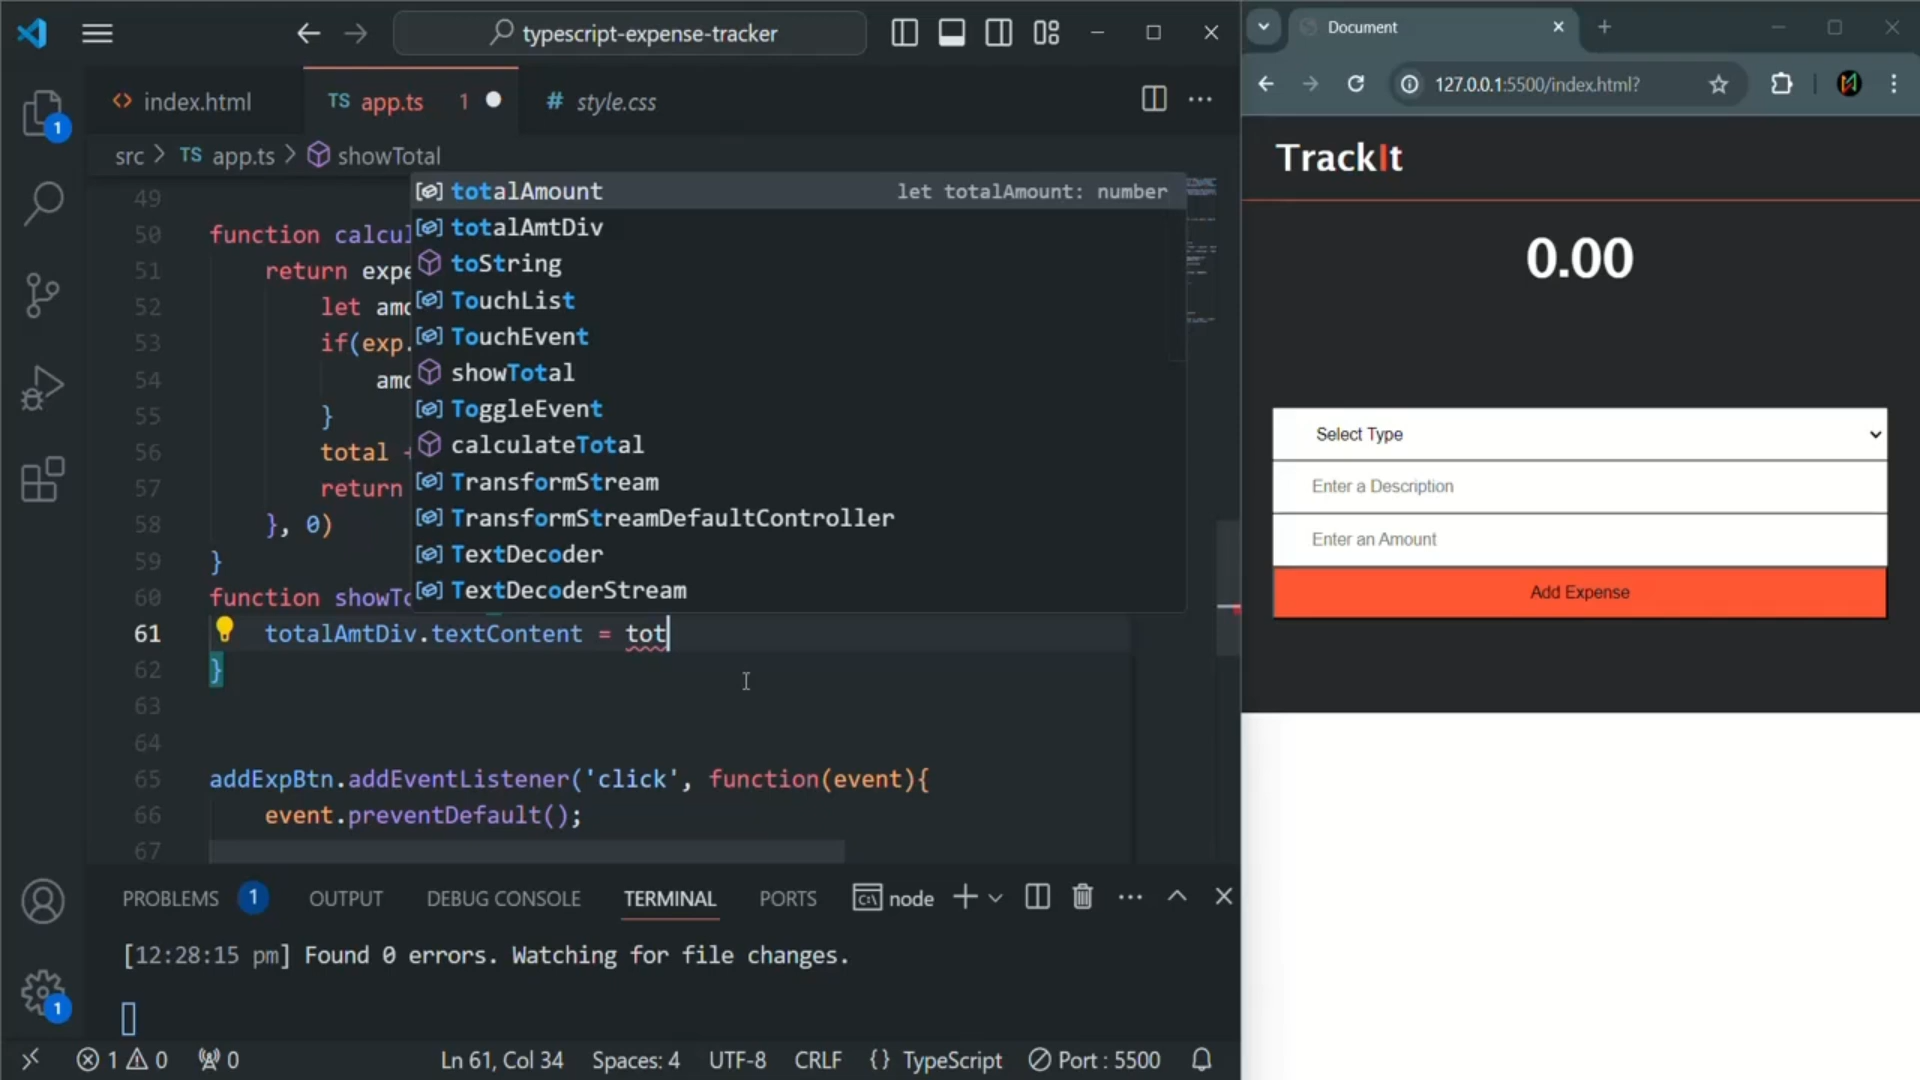 typescript-expense-tracker
index.html
TS app.ts 1
# style.css
src > TS app.ts > showTotal
totalAmount let totalAmount: number
totalAmtDiv
toString
TouchList
TouchEvent
showTotal
ToggleEvent
calculateTotal
TransformStream
TransformStreamDefaultController
TextDecoder
TextDecoderStream
49
50 function calcul
51 return expe
52 let amo
53 if(exp.
54 amo
55 }
56 total
57 return
58 }, 0)
59 }
60 function showTo
61 totalAmtDiv.textContent = tot
62 }
63
64
65 addExpBtn.addEventListener('click', function(event){
66 event.preventDefault();
67
PROBLEMS 1 OUTPUT DEBUG CONSOLE TERMINAL PORTS node
[12:28:15 pm] Found 0 errors. Watching for file changes.
1
1
1
1 0 0 Ln 61, Col 34 Spaces: 4 UTF-8 CRLF {} TypeScript Port : 5500
Document
127.0.0.1:5500/index.html?
TrackIt
0.00
Select Type
Enter a Description
Enter an Amount
Add Expense